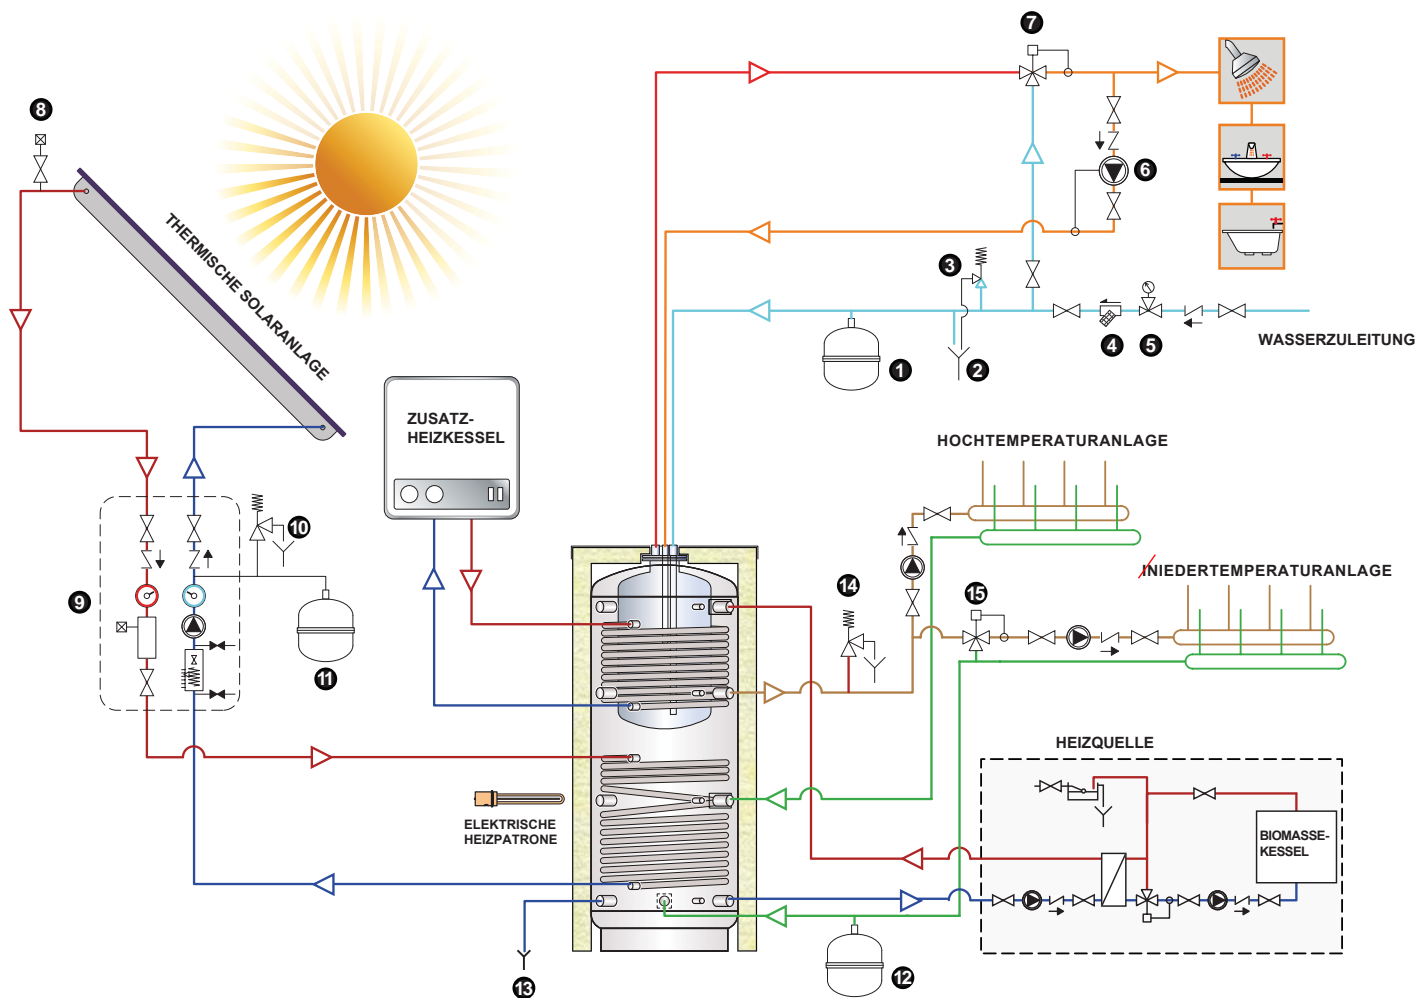 7
8
6
THERMISCHE SOLARANLAGE
3
4
5
WASSERZULEITUNG
1
2
ZUSATZ-
HEIZKESSEL
HOCHTEMPERATURANLAGE
10
9
14
15
INIEDERTEMPERATURANLAGE
11
HEIZQUELLE
ELEKTRISCHE
HEIZPATRONE
BIOMASSE-
KESSEL
13
12